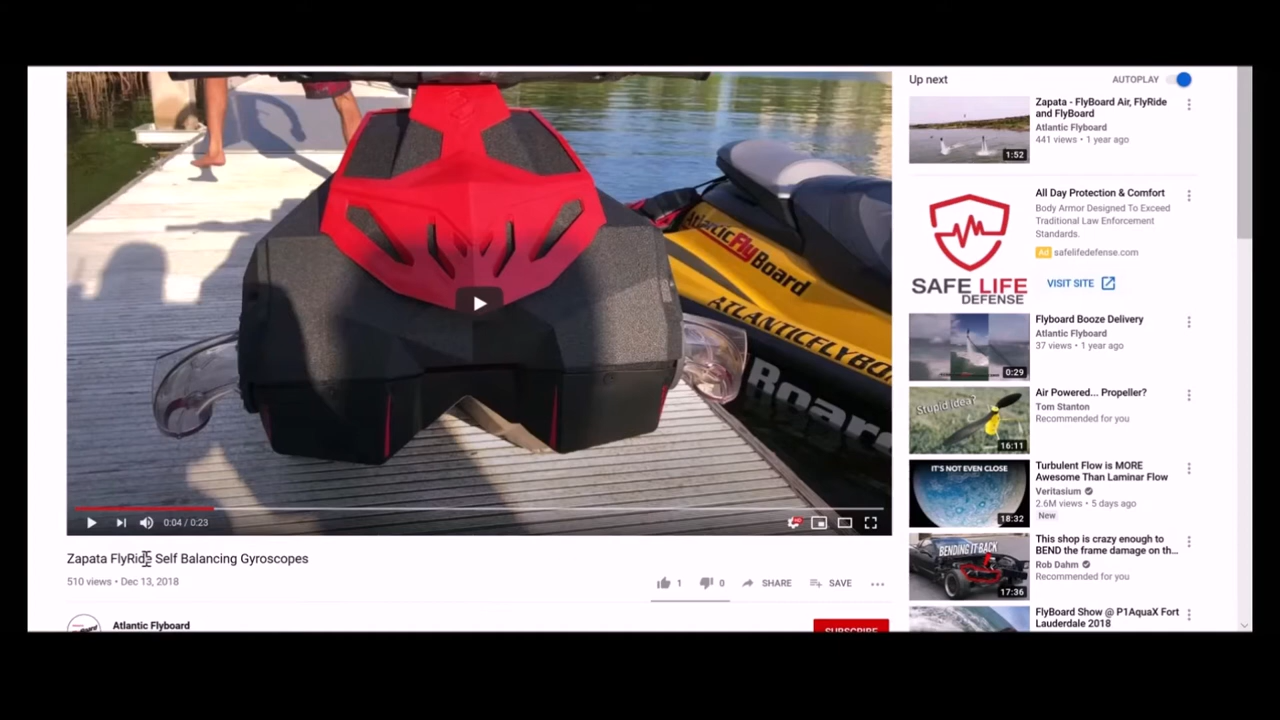 AtlanticFlyBoard
ATLANTICFLYBO
Roar
0:04 / 0:23
Zapata FlyRide Self Balancing Gyroscopes
510 views • Dec 13, 2018
1
0
SHARE
SAVE
Atlantic Flyboard
SUBSCRIBE
Up next
AUTOPLAY
Zapata - FlyBoard Air, FlyRide
and FlyBoard
Atlantic Flyboard
441 views • 1 year ago
1:52
All Day Protection & Comfort
Body Armor Designed To Exceed
Traditional Law Enforcement
Standards.
Ad safelifedefense.com
VISIT SITE
SAFE LIFE
DEFENSE
Flyboard Booze Delivery
Atlantic Flyboard
37 views • 1 year ago
0:29
Air Powered... Propeller?
Tom Stanton
Recommended for you
Stupid idea?
16:11
Turbulent Flow is MORE
Awesome Than Laminar Flow
Veritasium
2.6M views • 5 days ago
New
IT'S NOT EVEN CLOSE
18:32
This shop is crazy enough to
BEND the frame damage on th...
Rob Dahm
Recommended for you
BENDING IT BACK
17:36
FlyBoard Show @ P1AquaX Fort
Lauderdale 2018